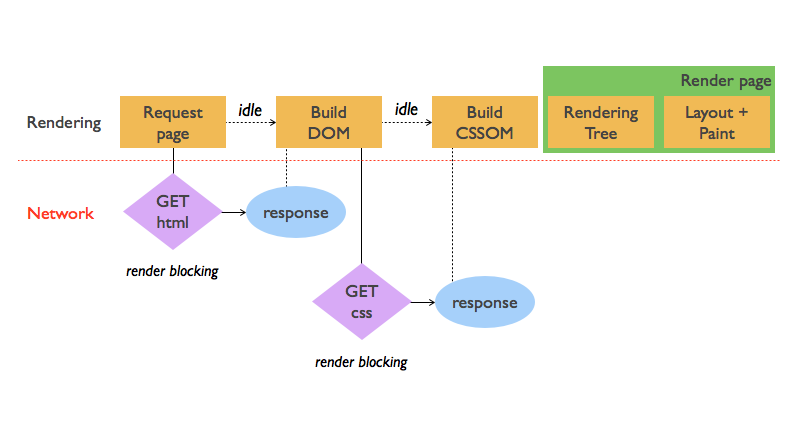 Render page
Rendering
Request
page
idle
Build
DOM
idle
Build
CSSOM
Rendering
Tree
Layout +
Paint
Network
GET
html
response
render blocking
GET
css
response
render blocking